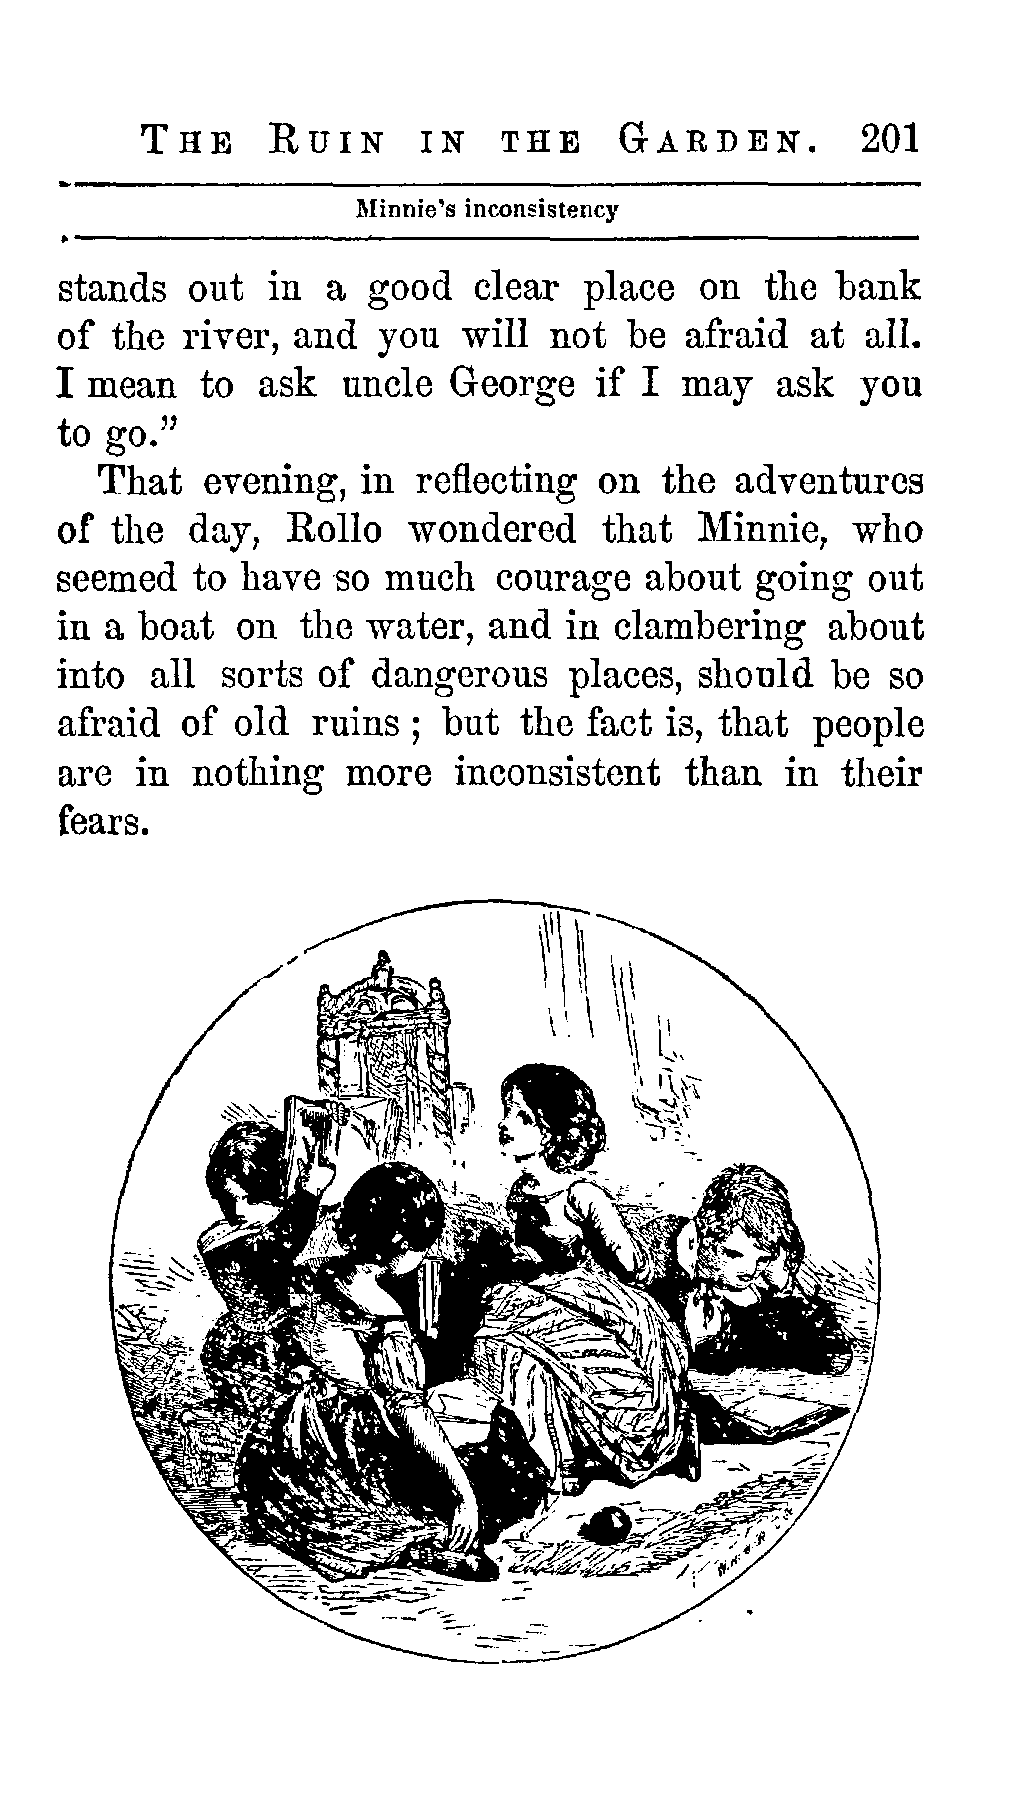 THE RUIN IN THE GARDEN. 201
Minnie's inconsistency
stands out in a good clear place on the bank
of the river, and you will not be afraid at all.
I mean to ask uncle George if I may ask you
to go.”
That evening, in reflecting on the adventures
of the day, Rollo wondered that Minnie, who
seemed to have so much courage about going out
in a boat on the water, and in clambering about
into all sorts of dangerous places, should be so
afraid of old ruins ; but the fact is, that people
are in nothing more inconsistent than in their
fears.